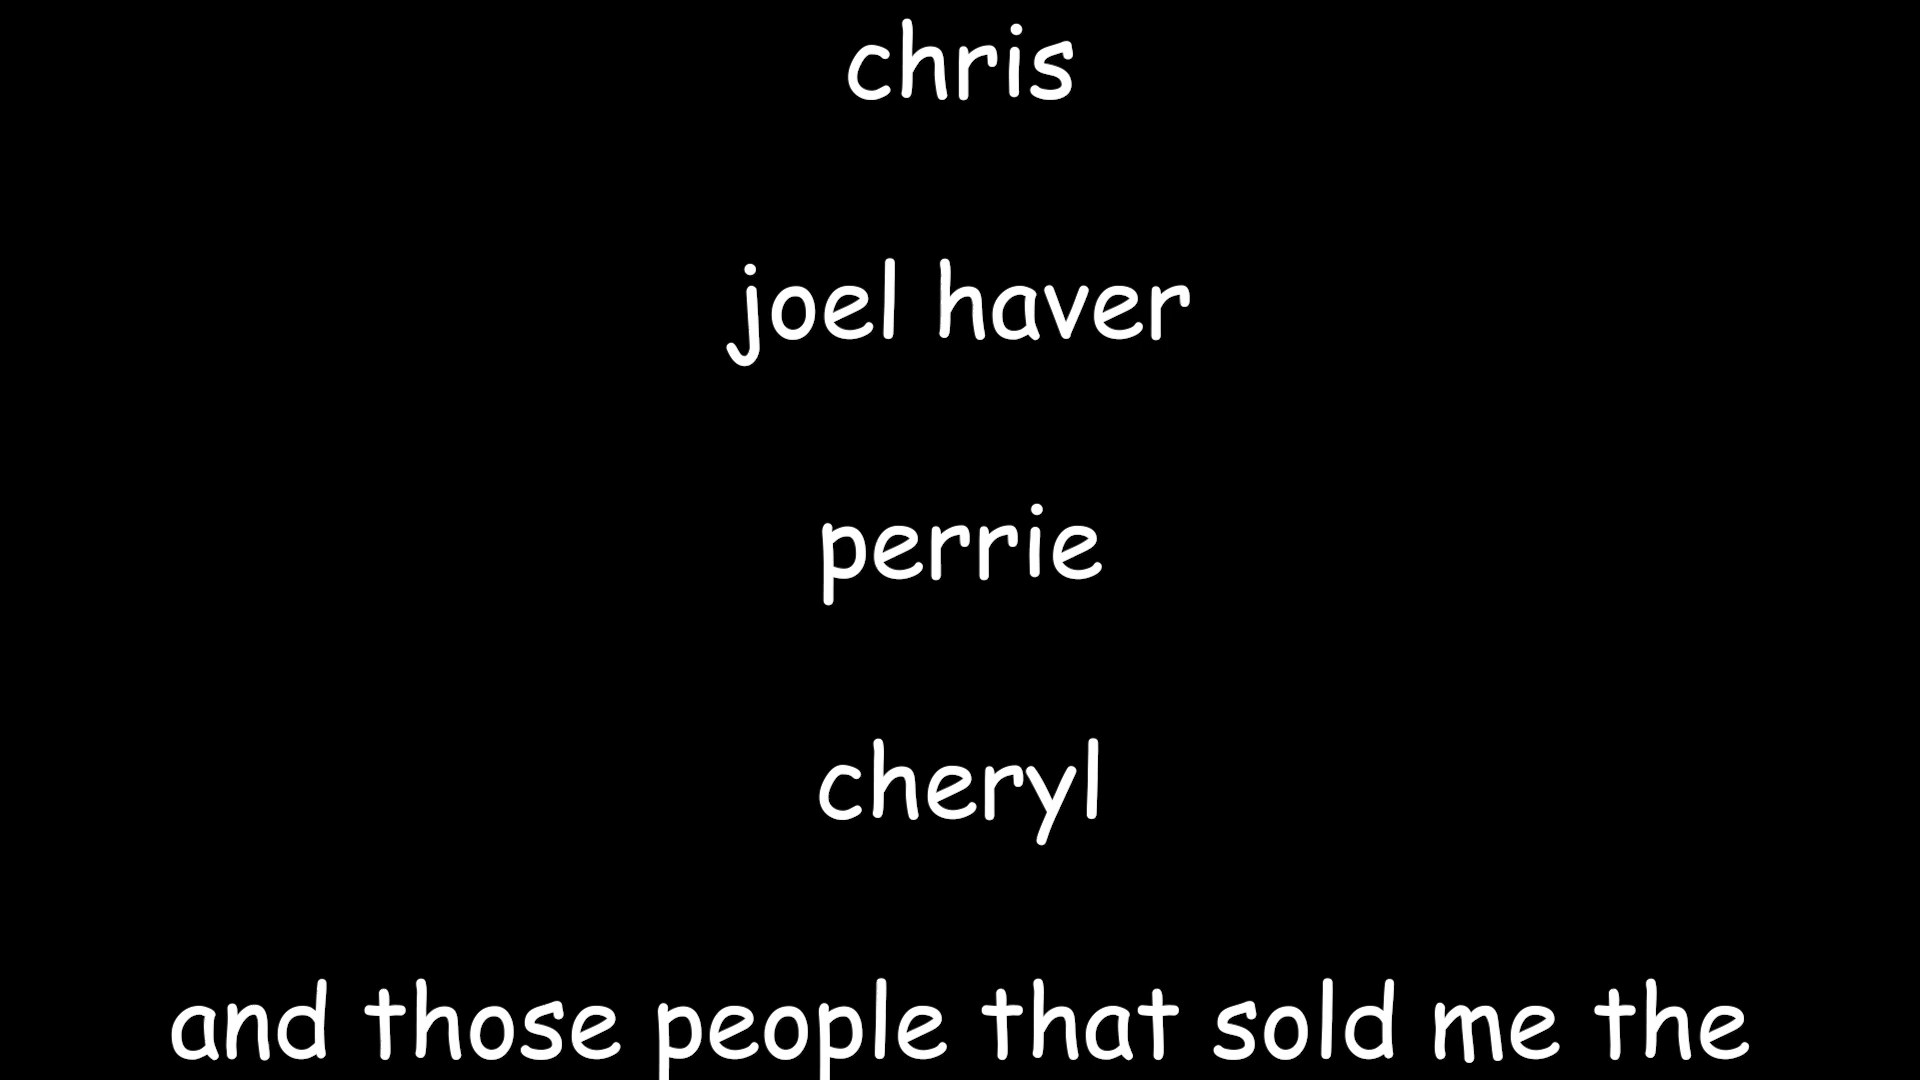 chris
joel haver
perrie
cheryl
and those people that sold me the